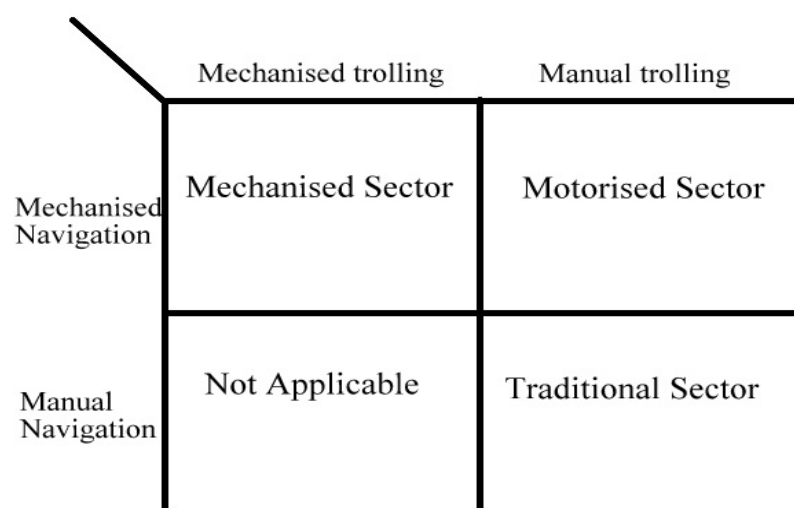 Mechanised trolling
Manual trolling
Mechanised
Navigation
Mechanised Sector
Motorised Sector
Manual
Navigation
Not Applicable
Traditional Sector